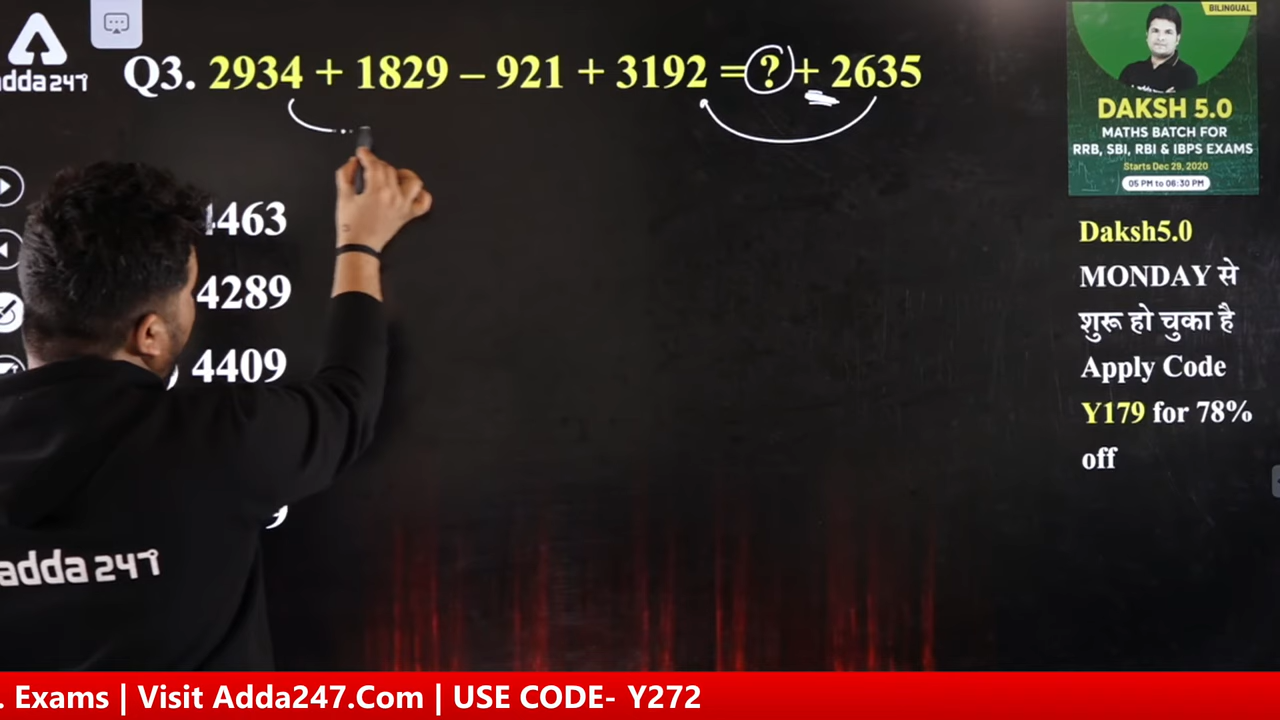 adda247
Q3. 2934 + 1829 – 921 + 3192 = ? + 2635
4463
4289
4409
adda247
BILINGUAL
DAKSH 5.0
MATHS BATCH FOR
RRB, SBI, RBI & IBPS EXAMS
Starts Dec 29, 2020
05 PM to 06:30 PM
Daksh5.0
MONDAY से
शुरू हो चुका है
Apply Code
Y179 for 78%
off
. Exams | Visit Adda247.Com | USE CODE- Y272